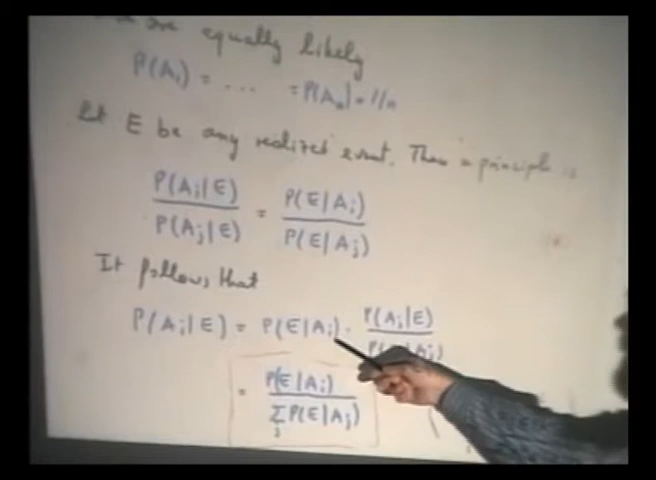 are equally likely
P(A₁) = ... = P(Aₙ) = 1/n
Let E be any realized event. Then a principle is
P(Aᵢ|E) / P(Aⱼ|E) = P(E|Aᵢ) / P(E|Aⱼ)
It follows that
P(Aᵢ|E) = P(E|Aᵢ) · P(Aⱼ|E) / P(E|Aⱼ)
= P(E|Aᵢ) / Σⱼ P(E|Aⱼ)